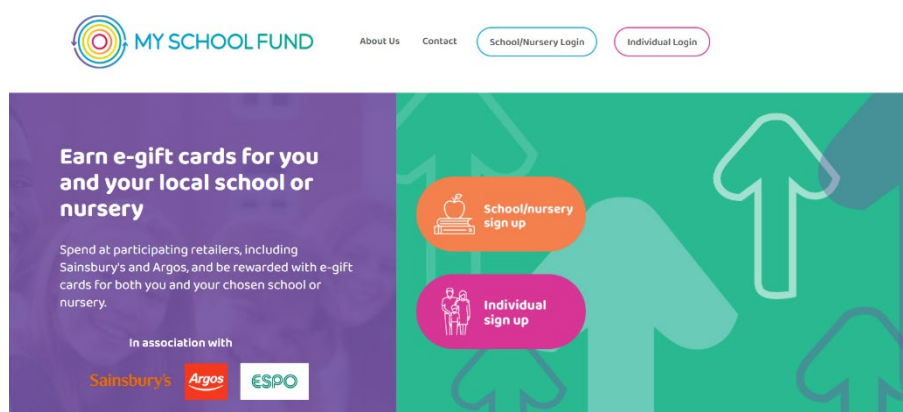 MY SCHOOL FUND
About Us
Contact
School/Nursery Login
Individual Login
Earn e-gift cards for you
and your local school or
nursery
Spend at participating retailers, including
Sainsbury's and Argos, and be rewarded with e-gift
cards for both you and your chosen school or
nursery.
In association with
Sainsbury's
Argos
ESPO
School/nursery
sign up
Individual
sign up